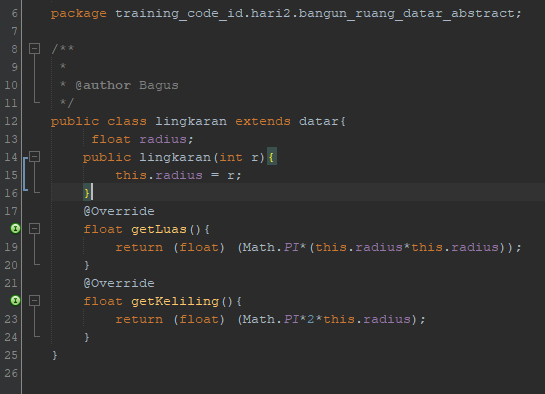 6 package training_code_id.hari2.bangun_ruang_datar_abstract;
7
8 /**
9 *
10 * @author Bagus
11 */
12 public class lingkaran extends datar{
13 float radius;
14 public lingkaran(int r){
15 this.radius = r;
16 }
17 @Override
float getLuas(){
19 return (float) (Math.PI*(this.radius*this.radius));
20 }
21 @Override
float getKeliling(){
23 return (float) (Math.PI*2*this.radius);
24 }
25 }
26